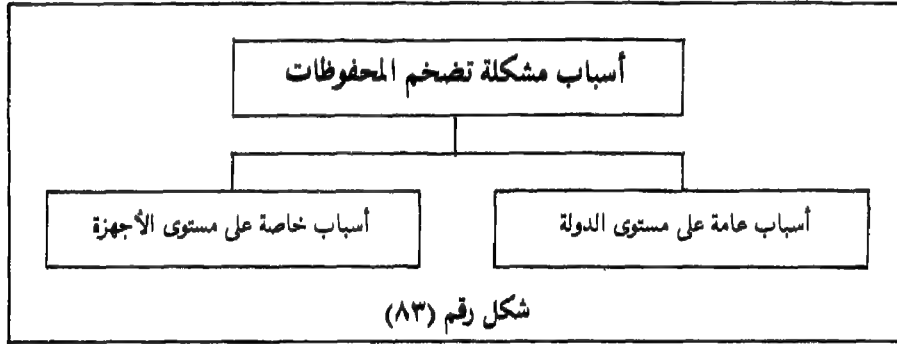 أسباب مشكلة تضخم المحفوظات
أسباب عامة على مستوى الدولة
أسباب خاصة على مستوى الأجهزة
شكل رقم (٨٣)